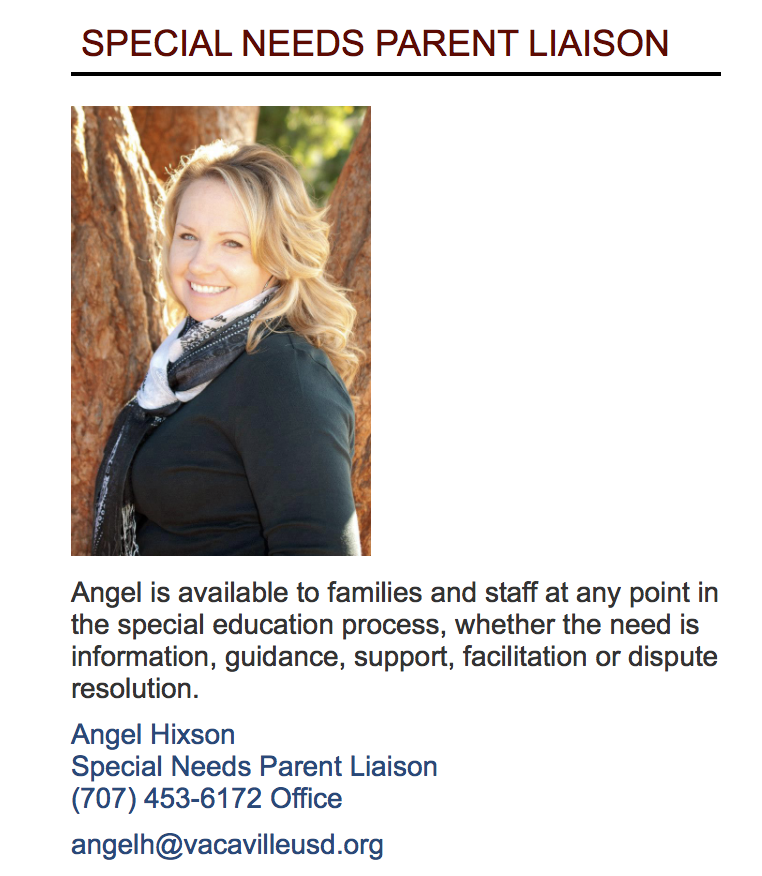 SPECIAL NEEDS PARENT LIAISON
Angel is available to families and staff at any point in
the special education process, whether the need is
information, guidance, support, facilitation or dispute
resolution.
Angel Hixson
Special Needs Parent Liaison
(707) 453-6172 Office
angelh@vacavilleusd.org